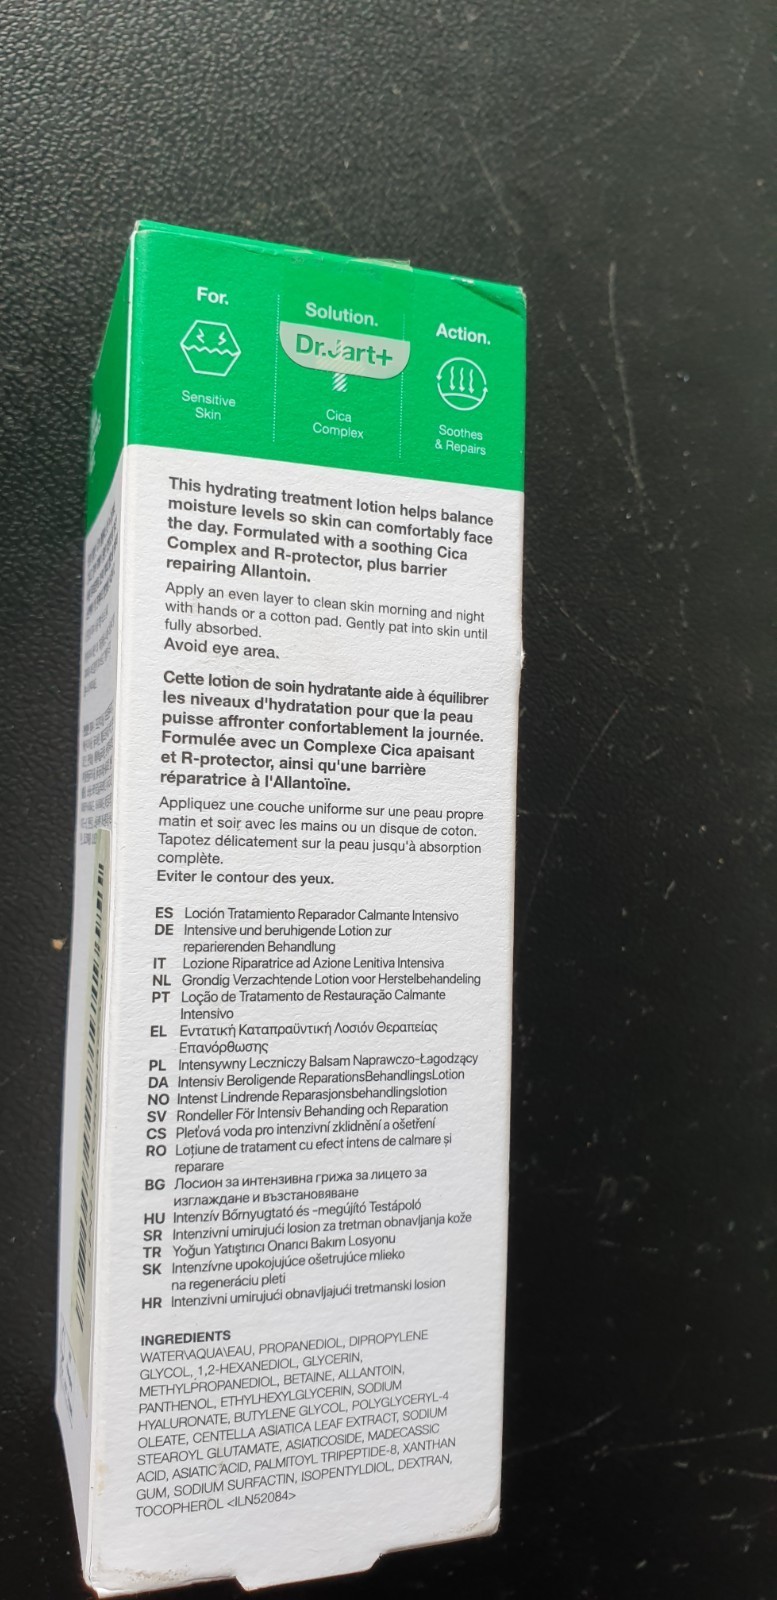 For.
Sensitive
Skin
Solution.
Dr.Jart+
Cica
Complex
Action.
Soothes
& Repairs
This hydrating treatment lotion helps balance
moisture levels so skin can comfortably face
the day. Formulated with a soothing Cica
Complex and R-protector, plus barrier
repairing Allantoin.
Apply an even layer to clean skin morning and night
with hands or a cotton pad. Gently pat into skin until
fully absorbed.
Avoid eye area.
Cette lotion de soin hydratante aide à équilibrer
les niveaux d'hydratation pour que la peau
puisse affronter confortablement la journée.
Formulée avec un Complexe Cica apaisant
et R-protector, ainsi qu'une barrière
réparatrice à l'Allantoïne.
Appliquez une couche uniforme sur une peau propre
matin et soir avec les mains ou un disque de coton.
Tapotez délicatement sur la peau jusqu'à absorption
complète.
Eviter le contour des yeux.
ES Loción Tratamiento Reparador Calmante Intensivo
DE Intensive und beruhigende Lotion zur
reparierenden Behandlung
IT Lozione Riparatrice ad Azione Lenitiva Intensiva
NL Grondig Verzachtende Lotion voor Herstelbehandeling
PT Loção de Tratamento de Restauração Calmante
Intensivo
EL Εντατική Καταπραϋντική Λοσιόν Θεραπείας
Επανόρθωσης
PL Intensywny Leczniczy Balsam Naprawczo-Łagodzący
DA Intensiv Beroligende ReparationsBehandlingsLotion
NO Intenst Lindrende Reparasjonsbehandlingslotion
SV Rondeller För Intensiv Behanding och Reparation
CS Pleťová voda pro intenzivní zklidnění a ošetření
RO Loțiune de tratament cu efect intens de calmare și
reparare
BG Лосион за интензивна грижа за лицето за
изглаждане и възстановяване
HU Intenzív Bőrnyugtató és -megújító Testápoló
SR Intenzivni umirujući losion za tretman obnavljanja kože
TR Yoğun Yatıştırıcı Onarıcı Bakım Losyonu
SK Intenzívne upokojujúce ošetrujúce mlieko
na regeneráciu pleti
HR Intenzivni umirujući obnavljajući tretmanski losion
INGREDIENTS
WATER\AQUA\EAU, PROPANEDIOL, DIPROPYLENE
GLYCOL, 1,2-HEXANEDIOL, GLYCERIN,
METHYLPROPANEDIOL, BETAINE, ALLANTOIN,
PANTHENOL, ETHYLHEXYLGLYCERIN, SODIUM
HYALURONATE, BUTYLENE GLYCOL, POLYGLYCERYL-4
OLEATE, CENTELLA ASIATICA LEAF EXTRACT, SODIUM
STEAROYL GLUTAMATE, ASIATICOSIDE, MADECASSIC
ACID, ASIATIC ACID, PALMITOYL TRIPEPTIDE-8, XANTHAN
GUM, SODIUM SURFACTIN, ISOPENTYLDIOL, DEXTRAN,
TOCOPHEROL <ILN52084>